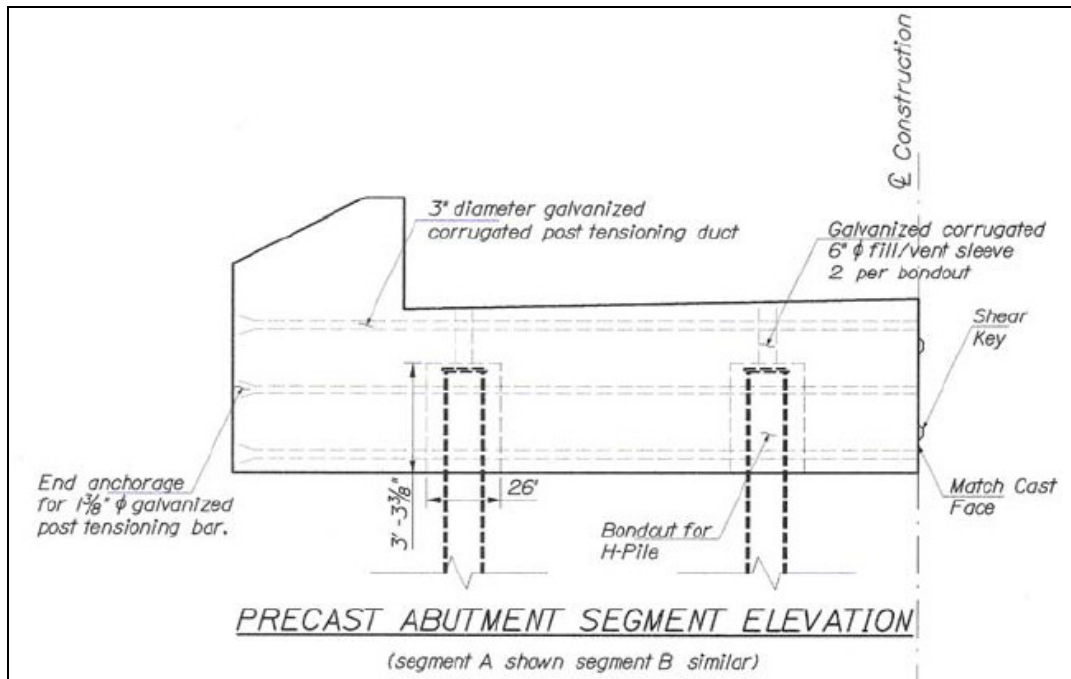 ℄ Construction
3" diameter galvanized
corrugated post tensioning duct
Galvanized corrugated
6" ϕ fill/vent sleeve
2 per bondout
Shear
Key
End anchorage
for 1⅜" ϕ galvanized
post tensioning bar.
3' -3⅜"
26"
Bondout for
H-Pile
Match Cast
Face
PRECAST ABUTMENT SEGMENT ELEVATION
(segment A shown segment B similar)